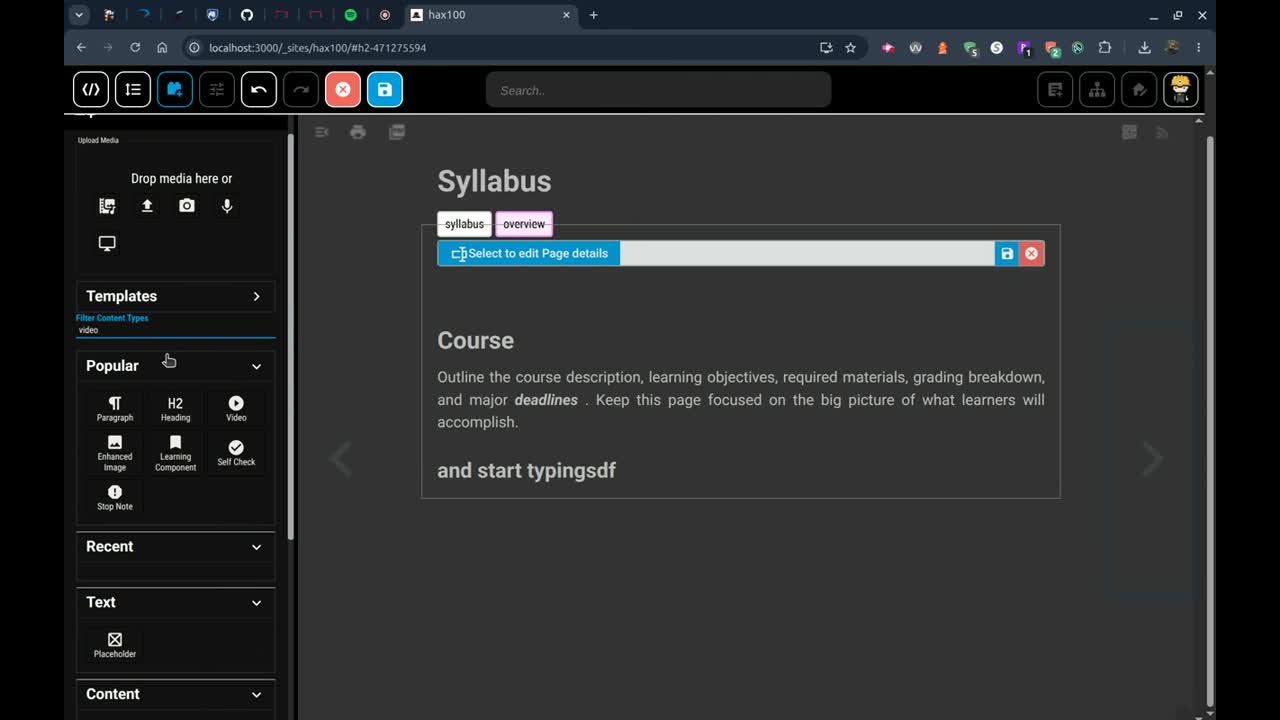 hax100
localhost:3000/_sites/hax100/#h2-471275594
5
1
2
Search..
Upload Media
Drop media here or
Templates
Filter Content Types
video
Popular
Paragraph
H2
Heading
Video
Enhanced
Image
Learning
Component
Self Check
Stop Note
Recent
Text
Placeholder
Content
Syllabus
syllabus overview
Select to edit Page details
Course
Outline the course description, learning objectives, required materials, grading breakdown,
and major deadlines . Keep this page focused on the big picture of what learners will
accomplish.
and start typingsdf